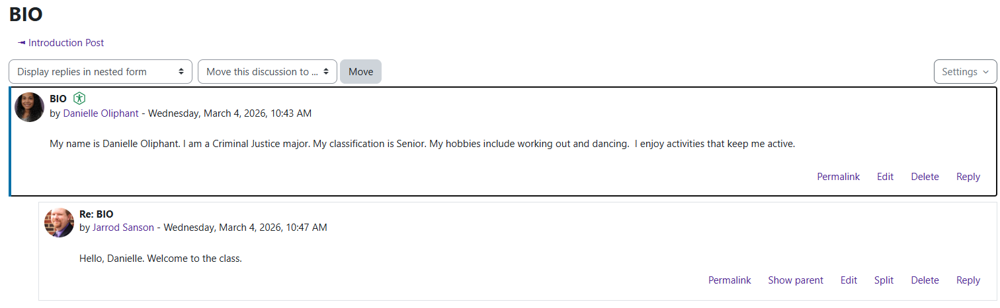 BIO
Introduction Post
Display replies in nested form
Move this discussion to ...
Move
Settings
BIO
by Danielle Oliphant - Wednesday, March 4, 2026, 10:43 AM
My name is Danielle Oliphant. I am a Criminal Justice major. My classification is Senior. My hobbies include working out and dancing.  I enjoy activities that keep me active.
Permalink Edit Delete Reply
Re: BIO
by Jarrod Sanson - Wednesday, March 4, 2026, 10:47 AM
Hello, Danielle. Welcome to the class.
Permalink Show parent Edit Split Delete Reply